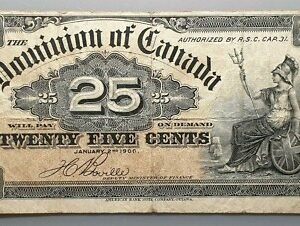 THE
Dominion of Canada
AUTHORIZED BY R.S.C. CAP. 31.
25 25 25
WILL PAY ON DEMAND
TWENTY FIVE CENTS
JANUARY 2ND 1900.
J C Boville
DEPUTY MINISTER OF FINANCE
AMERICAN BANK NOTE COMPANY, OTTAWA.